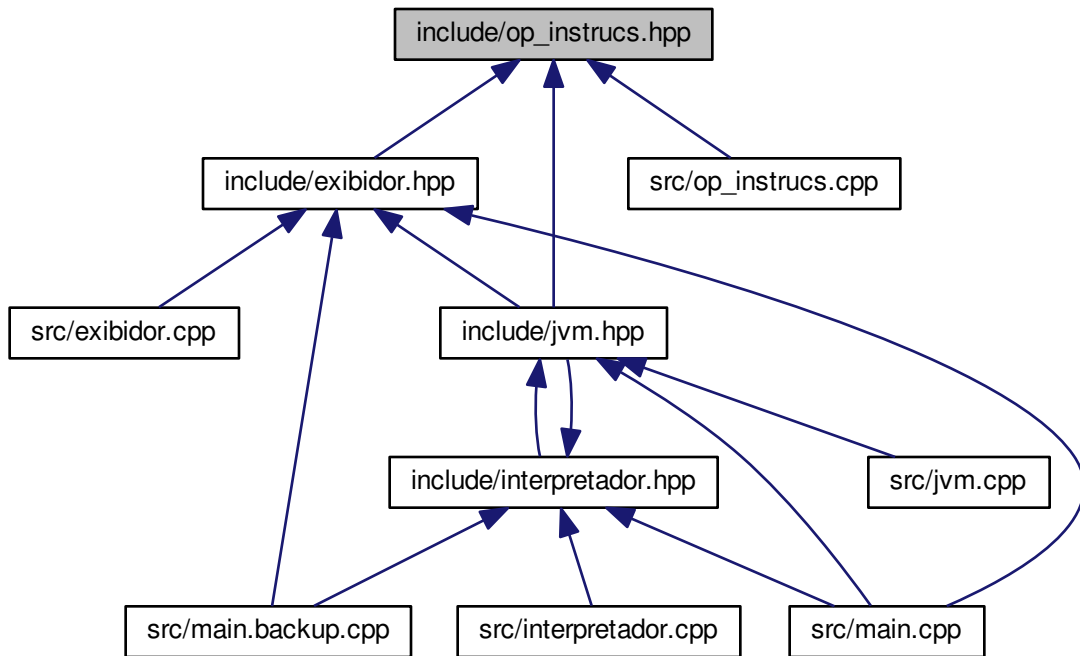 include/op_instrucs.hpp
include/exibidor.hpp
src/op_instrucs.cpp
src/exibidor.cpp
include/jvm.hpp
include/interpretador.hpp
src/jvm.cpp
src/main.backup.cpp
src/interpretador.cpp
src/main.cpp